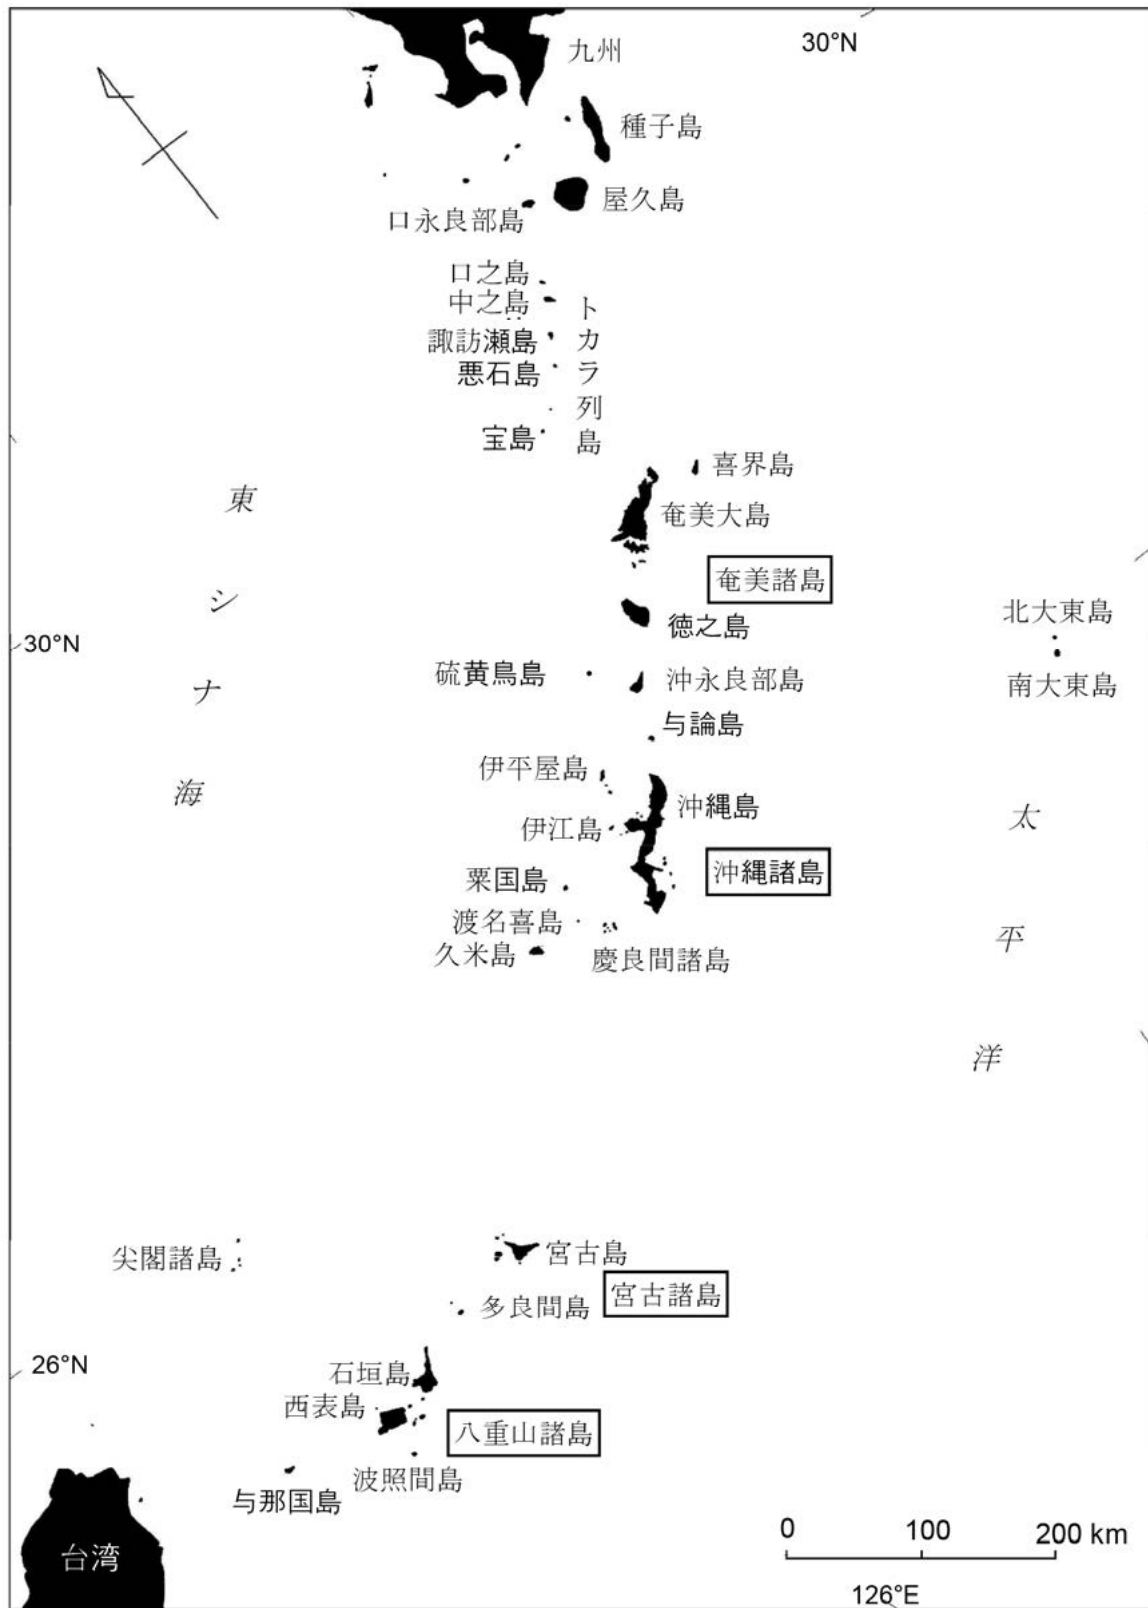 九州
30°N
種子島
屋久島
口永良部島
口之島
中之島
トカラ列島
諏訪瀬島
悪石島
宝島
喜界島
東シナ海
奄美大島
奄美諸島
北大東島
徳之島
30°N
硫黄鳥島
沖永良部島
南大東島
与論島
伊平屋島
沖縄島
太平洋
伊江島
沖縄諸島
粟国島
渡名喜島
久米島
慶良間諸島
尖閣諸島
宮古島
宮古諸島
多良間島
26°N
石垣島
西表島
八重山諸島
波照間島
与那国島
台湾
0 100 200 km
126°E